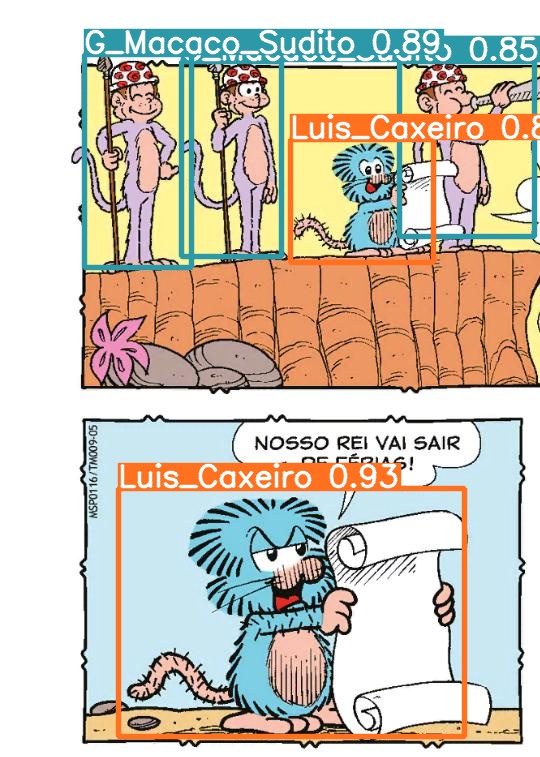 G_Macaco_Sudito 0.89
0.85
Luis_Caxeiro 0.8
MSP0116/TM009-05
NOSSO REI VAI SAIR
DE FÉRIAS!
Luis_Caxeiro 0.93